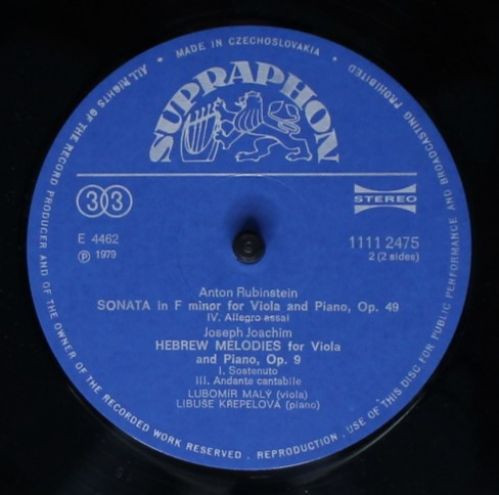 MADE IN CZECHOSLOVAKIA
SUPRAPHON
33
STEREO
E 4462
Ⓟ 1979
1111 2475
2 (2 sides)
Anton Rubinstein
SONATA in F minor for Viola and Piano, Op. 49
IV. Allegro assai
Joseph Joachim
HEBREW MELODIES for Viola
and Piano, Op. 9
I. Sostenuto
III. Andante cantabile
LUBOMÍR MALÝ (viola)
LIBUŠE KŘEPELOVÁ (piano)
ALL RIGHTS OF THE RECORD PRODUCER AND OF THE OWNER OF THE RECORDED WORK RESERVED . REPRODUCTION . USE OF THIS DISC FOR PUBLIC PERFORMANCE AND BROADCASTING PROHIBITED